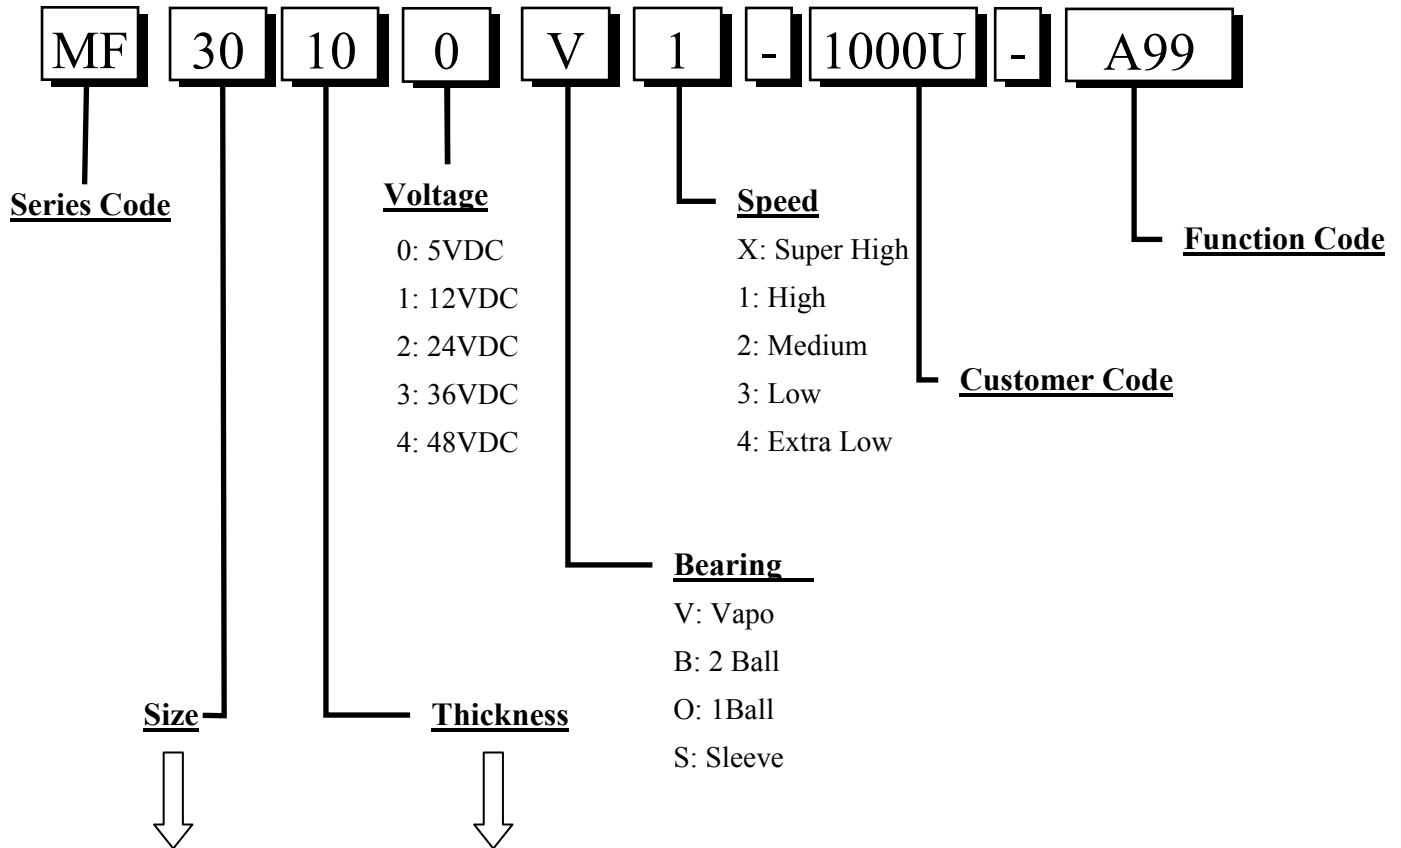 MF 30 10 0 V 1 - 1000U - A99
Series Code
Voltage
0: 5VDC
1: 12VDC
2: 24VDC
3: 36VDC
4: 48VDC
Speed
X: Super High
1: High
2: Medium
3: Low
4: Extra Low
Function Code
Customer Code
Bearing
V: Vapo
B: 2 Ball
O: 1Ball
S: Sleeve
Size
Thickness